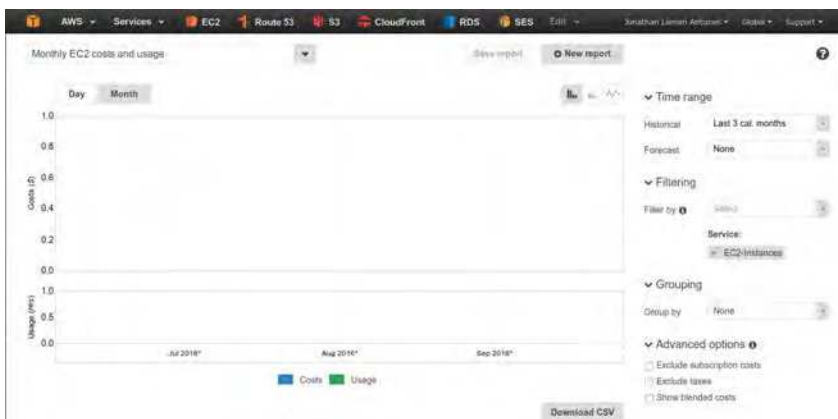 AWS Services EC2 Route 53 S3 CloudFront RDS SES Edit Global Support
Monthly EC2 costs and usage
Save report
New report
Day Month
Costs ($)
1.0
0.8
0.6
0.4
0.2
0.0
Usage (Hrs)
1.0
0.5
0.0
Jul 2016* Aug 2016* Sep 2016*
Costs Usage
Download CSV
Time range
Historical Last 3 cal. months
Forecast None
Filtering
Filter by
Service:
EC2-Instances
Grouping
Group by None
Advanced options
Exclude subscription costs
Exclude taxes
Show blended costs